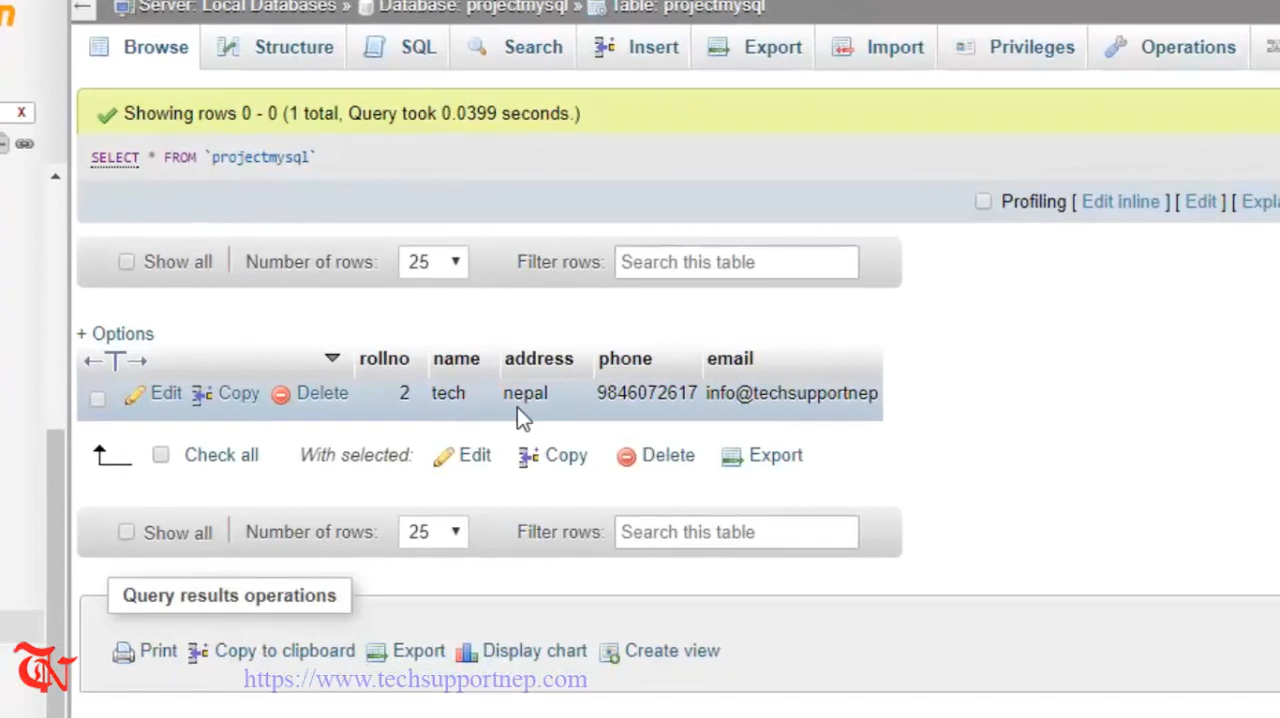 Server: Local Databases » Database: projectmysql » Table: projectmysql
Browse Structure SQL Search Insert Export Import Privileges Operations
x
Showing rows 0 - 0 (1 total, Query took 0.0399 seconds.)
SELECT * FROM `projectmysql`
Profiling [ Edit inline ] [ Edit ] [ Expla
Show all Number of rows: 25 Filter rows: Search this table
+ Options
←T→ rollno name address phone email
Edit Copy Delete 2 tech nepal 9846072617 info@techsupportnep
Check all With selected: Edit Copy Delete Export
Show all Number of rows: 25 Filter rows: Search this table
Query results operations
Print Copy to clipboard Export Display chart Create view
TN https://www.techsupportnep.com